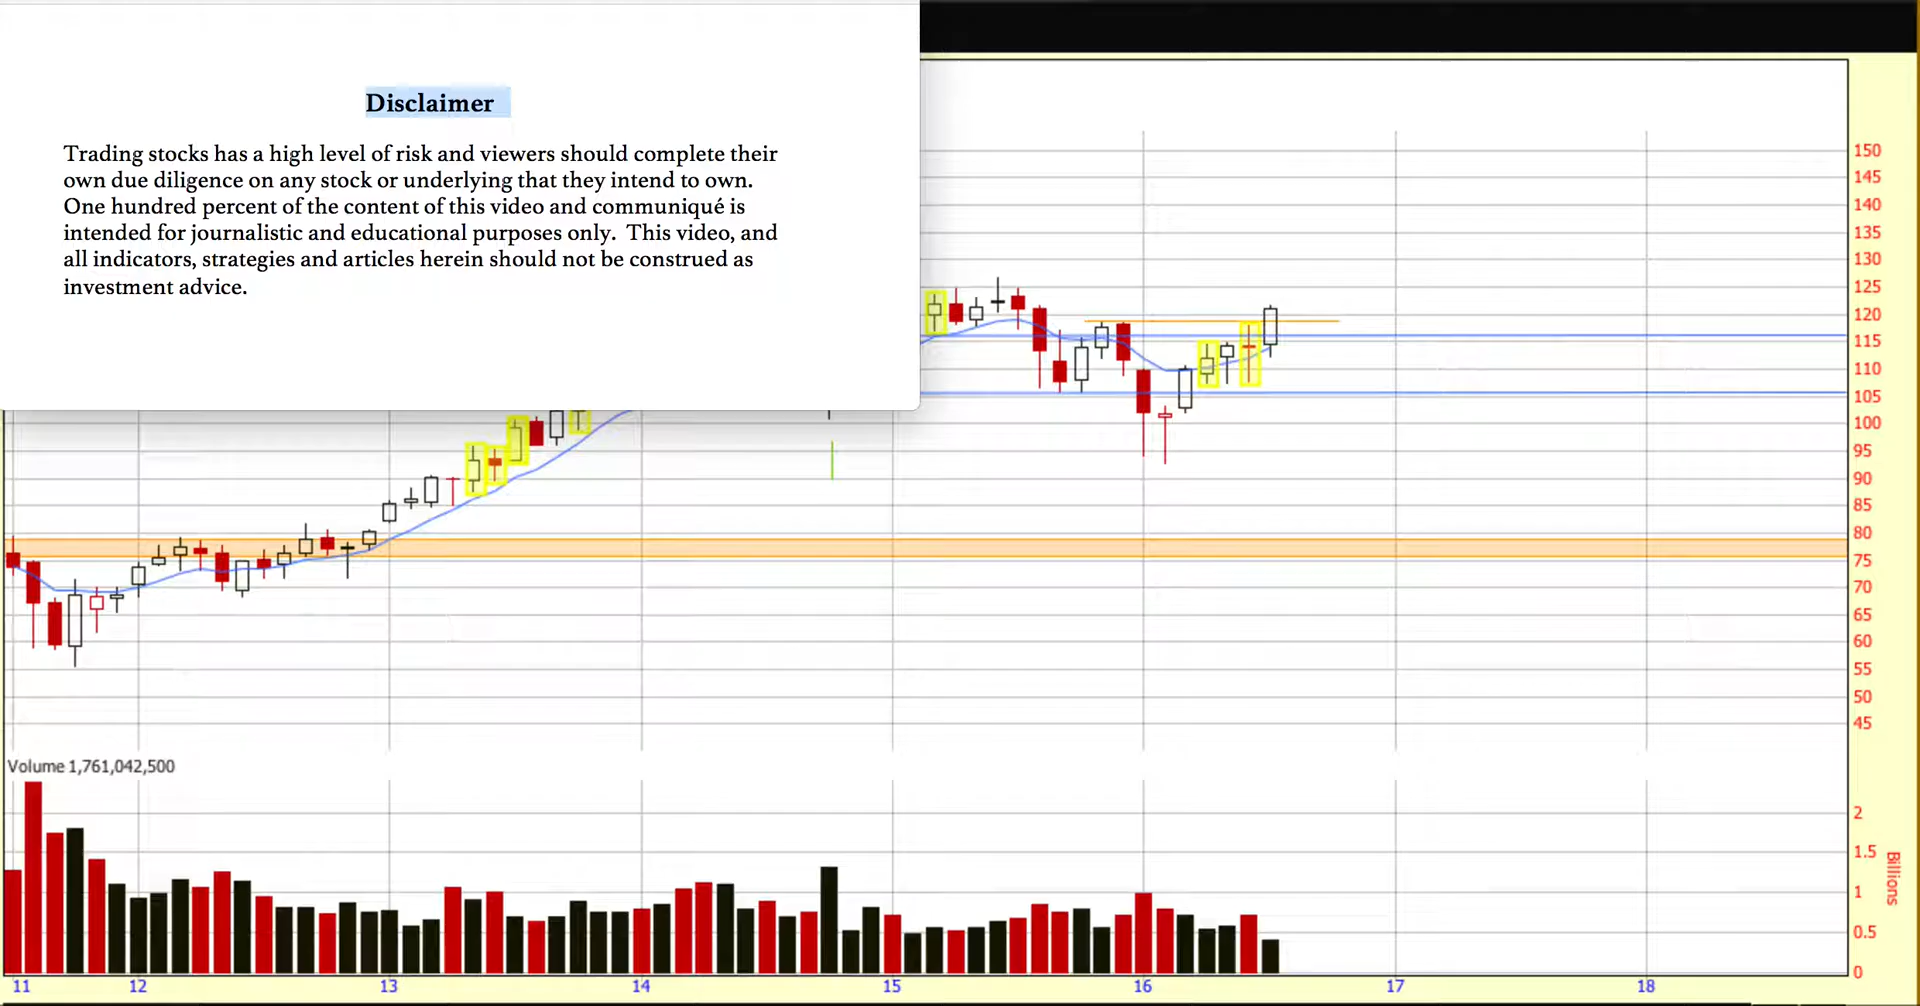 Disclaimer
Trading stocks has a high level of risk and viewers should complete their
own due diligence on any stock or underlying that they intend to own.
One hundred percent of the content of this video and communiqué is
intended for journalistic and educational purposes only.  This video, and
all indicators, strategies and articles herein should not be construed as
investment advice.
150
145
140
135
130
125
120
115
110
105
100
95
90
85
80
75
70
65
60
55
50
45
Volume 1,761,042,500
2
1.5
1
0.5
0
Billions
11 12 13 14 15 16 17 18